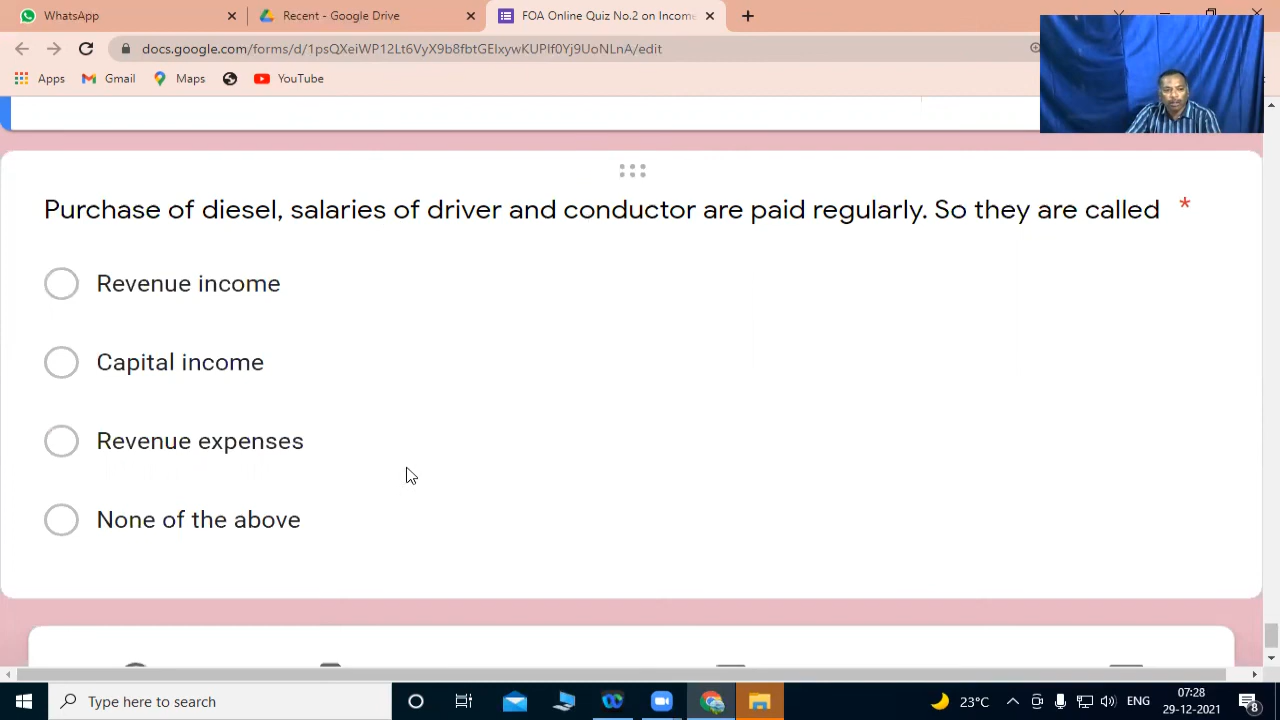 WhatsApp
Recent - Google Drive
FOA Online Quiz No.2 on Income
docs.google.com/forms/d/1psQXeiWP12Lt6VyX9b8fbtGElxywKUPlf0Yj9UoNLnA/edit
Apps
Gmail
Maps
YouTube
Purchase of diesel, salaries of driver and conductor are paid regularly. So they are called *
Revenue income
Capital income
Revenue expenses
None of the above
Type here to search
23°C
ENG
07:28
29-12-2021
8